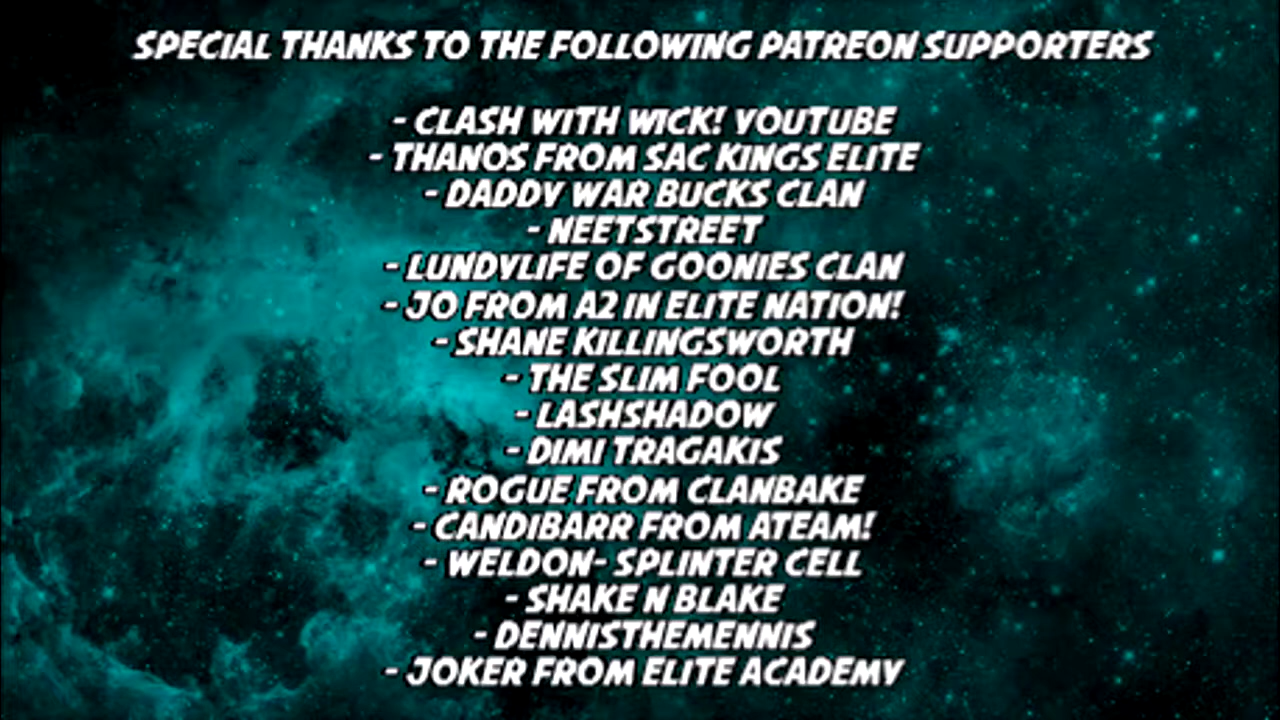 SPECIAL THANKS TO THE FOLLOWING PATREON SUPPORTERS
- CLASH WITH WICK! YOUTUBE
- THANOS FROM SAC KINGS ELITE
- DADDY WAR BUCKS CLAN
- NEETSTREET
- LUNDYLIFE OF GOONIES CLAN
- JO FROM A2 IN ELITE NATION!
- SHANE KILLINGSWORTH
- THE SLIM FOOL
- LASHSHADOW
- DIMI TRAGAKIS
- ROGUE FROM CLANBAKE
- CANDIBARR FROM ATEAM!
- WELDON- SPLINTER CELL
- SHAKE N BLAKE
- DENNISTHEMENNIS
- JOKER FROM ELITE ACADEMY